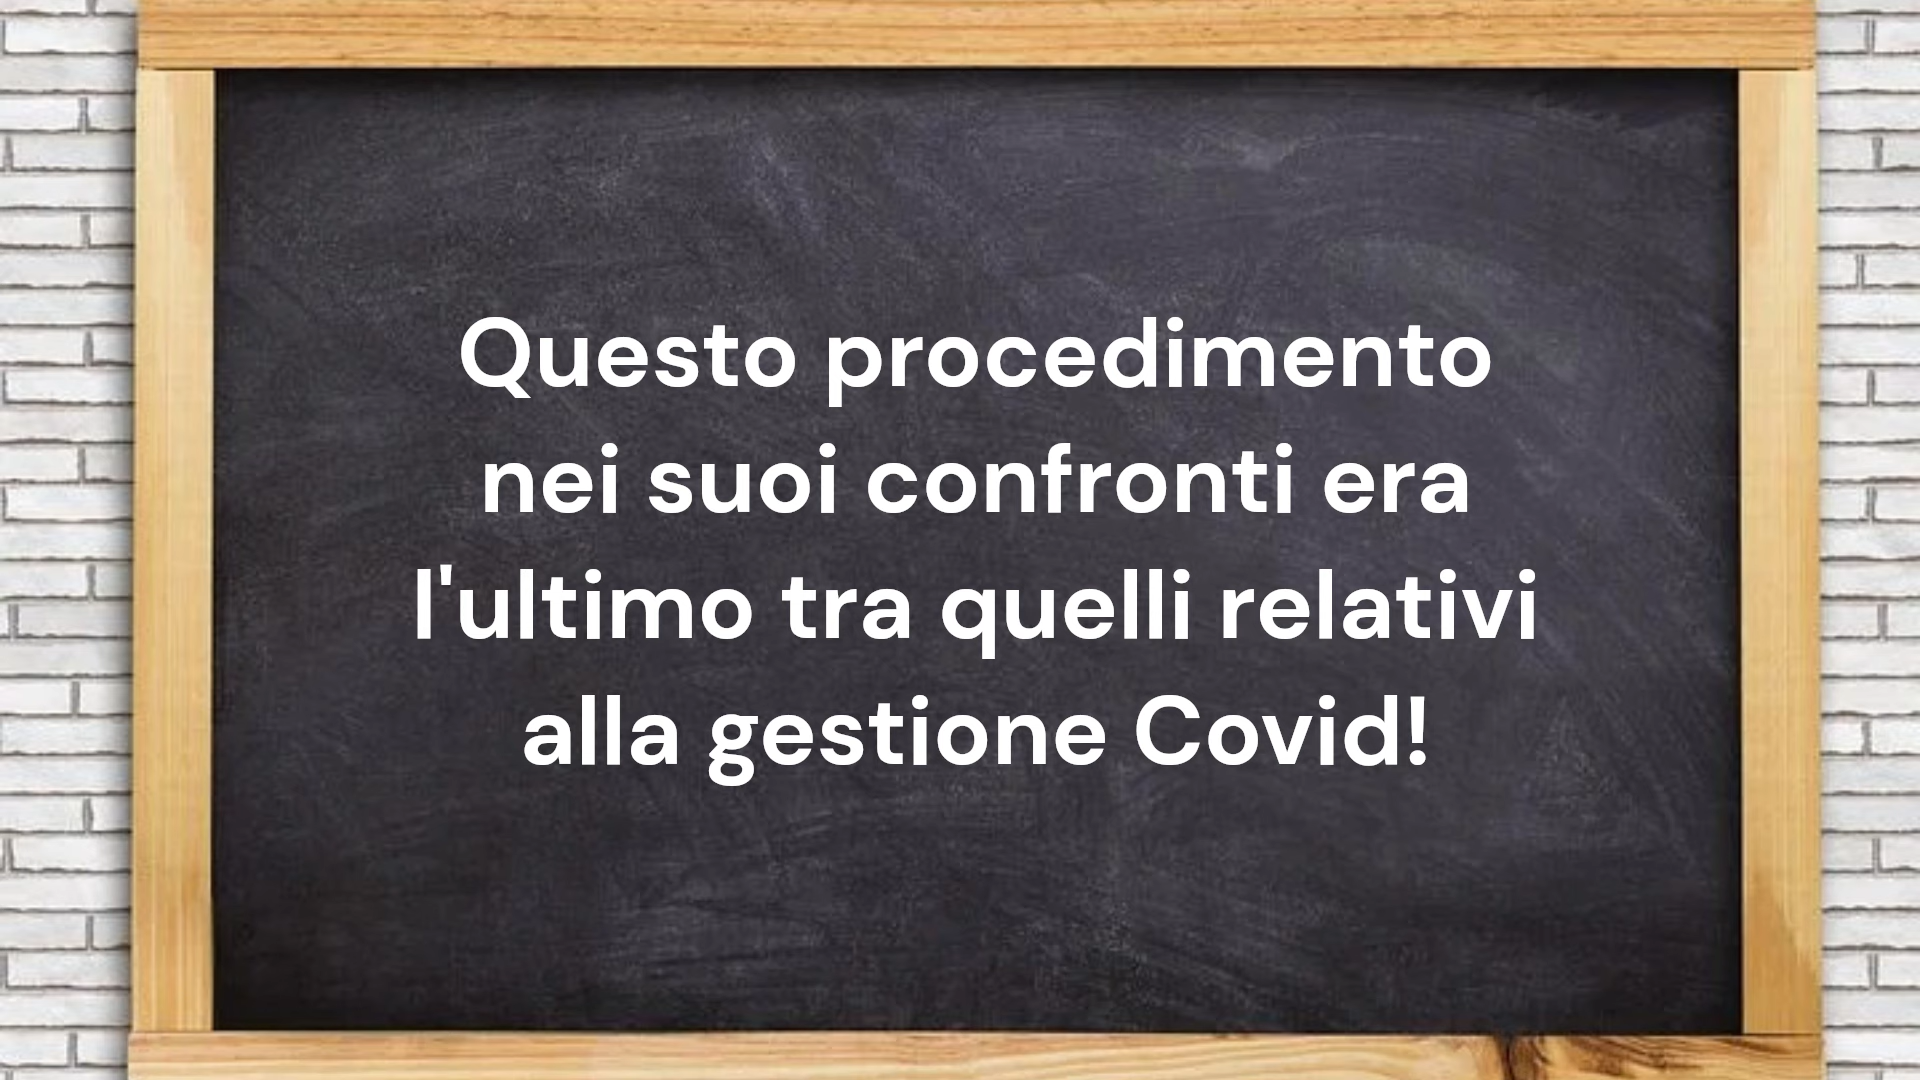 Questo procedimento
nei suoi confronti era
l'ultimo tra quelli relativi
alla gestione Covid!